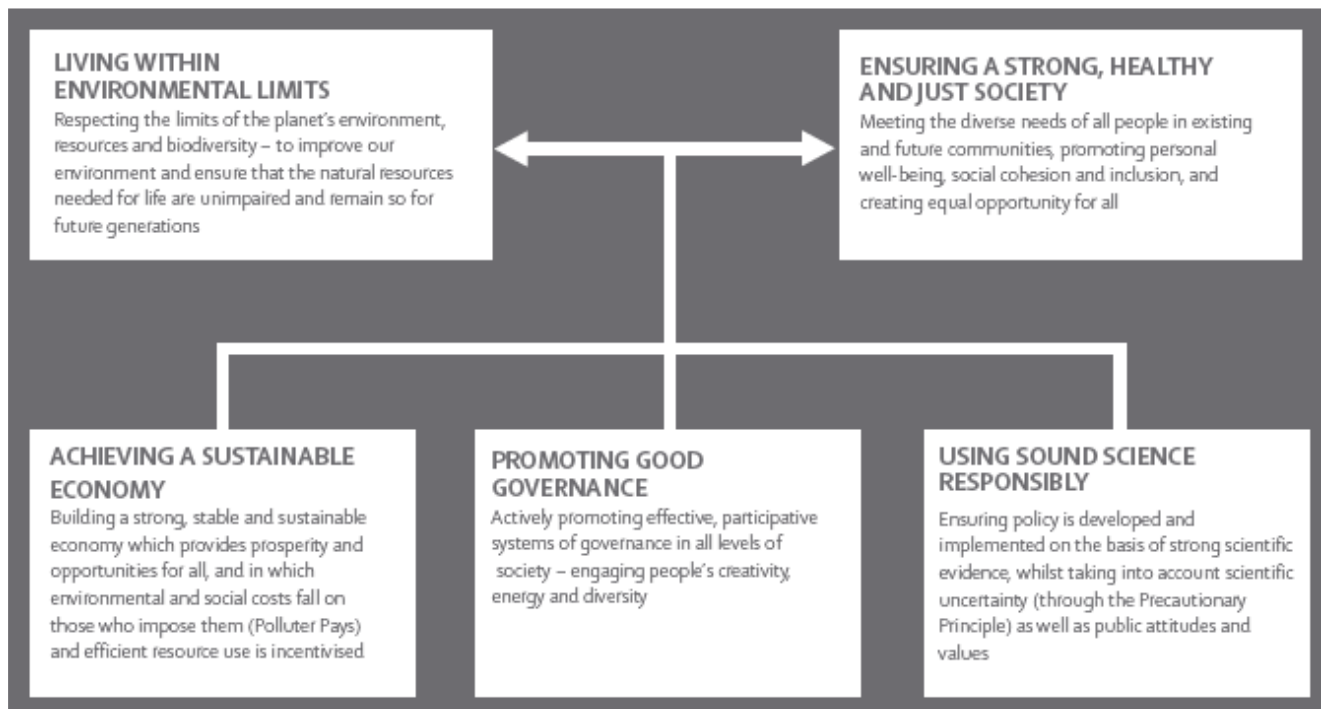 LIVING WITHIN
ENVIRONMENTAL LIMITS
Respecting the limits of the planet's environment,
resources and biodiversity – to improve our
environment and ensure that the natural resources
needed for life are unimpaired and remain so for
future generations
ENSURING A STRONG, HEALTHY
AND JUST SOCIETY
Meeting the diverse needs of all people in existing
and future communities, promoting personal
well-being, social cohesion and inclusion, and
creating equal opportunity for all
ACHIEVING A SUSTAINABLE
ECONOMY
Building a strong, stable and sustainable
economy which provides prosperity and
opportunities for all, and in which
environmental and social costs fall on
those who impose them (Polluter Pays)
and efficient resource use is incentivised
PROMOTING GOOD
GOVERNANCE
Actively promoting effective, participative
systems of governance in all levels of
society – engaging people's creativity,
energy and diversity
USING SOUND SCIENCE
RESPONSIBLY
Ensuring policy is developed and
implemented on the basis of strong scientific
evidence, whilst taking into account scientific
uncertainty (through the Precautionary
Principle) as well as public attitudes and
values